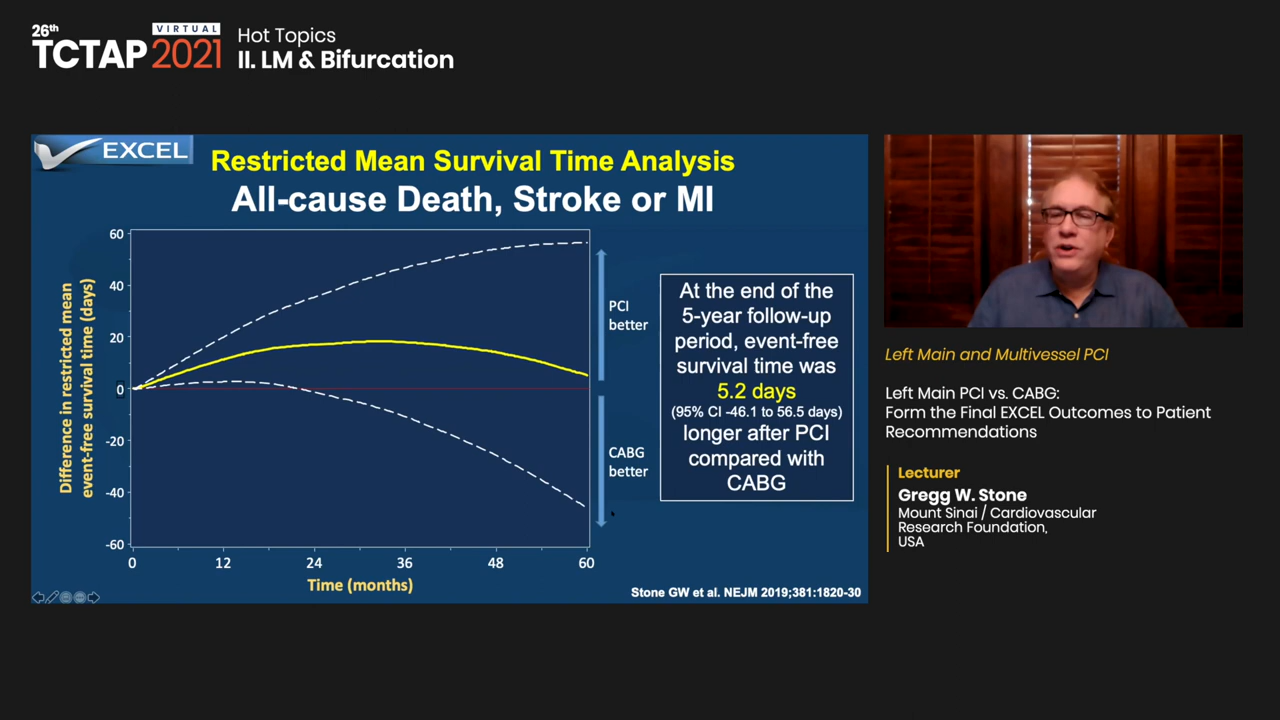 26th
TCTAP
VIRTUAL
2021
Hot Topics
II. LM & Bifurcation
EXCEL
Restricted Mean Survival Time Analysis
All-cause Death, Stroke or MI
Difference in restricted mean
event-free survival time (days)
60
40
20
0
-20
-40
-60
0
12
24
36
48
60
Time (months)
PCI
better
CABG
better
At the end of the
5-year follow-up
period, event-free
survival time was
5.2 days
(95% CI -46.1 to 56.5 days)
longer after PCI
compared with
CABG
Stone GW et al. NEJM 2019;381:1820-30
Left Main and Multivessel PCI
Left Main PCI vs. CABG:
Form the Final EXCEL Outcomes to Patient
Recommendations
Lecturer
Gregg W. Stone
Mount Sinai / Cardiovascular
Research Foundation,
USA